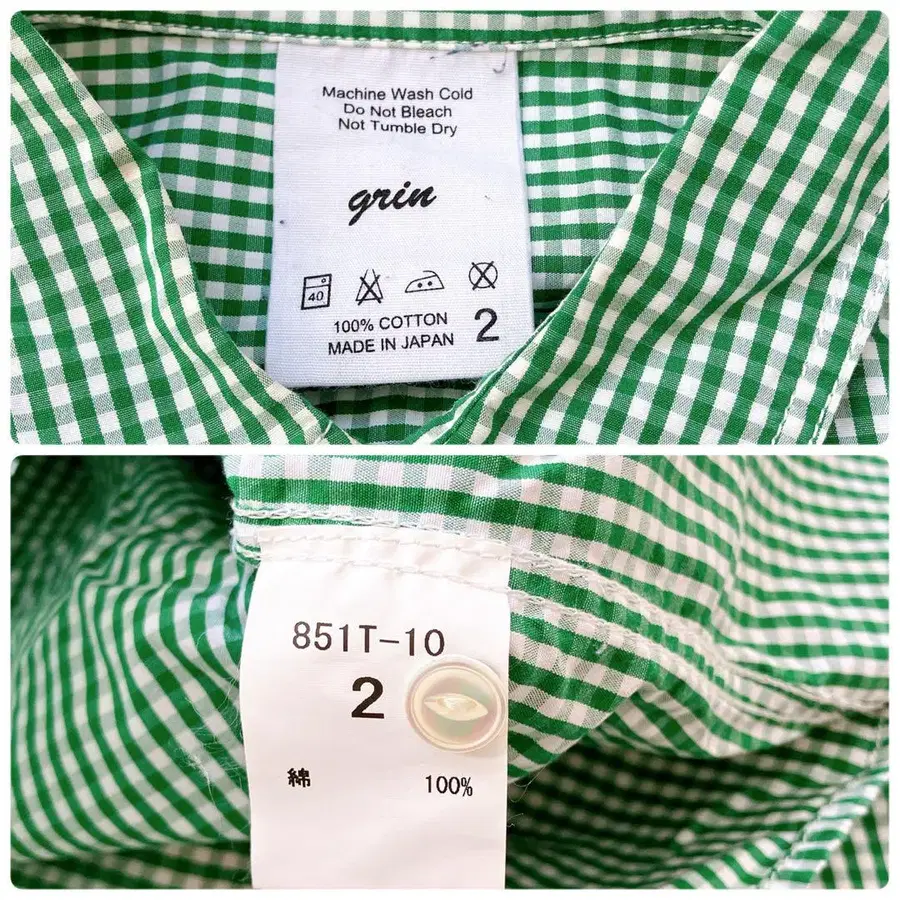 Machine Wash Cold
Do Not Bleach
Not Tumble Dry
grin
40
100% COTTON
MADE IN JAPAN 2
851T-10
2
綿 100%